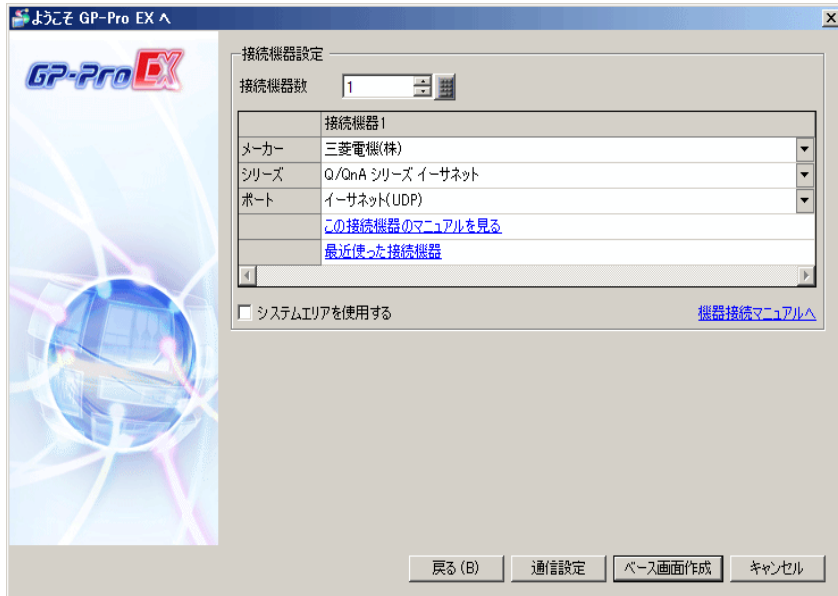 ようこそ GP-Pro EX へ
GP-Pro EX
接続機器設定
接続機器数 1
接続機器1
メーカー 三菱電機(株)
シリーズ Q/QnA シリーズ イーサネット
ポート イーサネット(UDP)
この接続機器のマニュアルを見る
最近使った接続機器
システムエリアを使用する 機器接続マニュアルへ
戻る(B) 通信設定 ベース画面作成 キャンセル